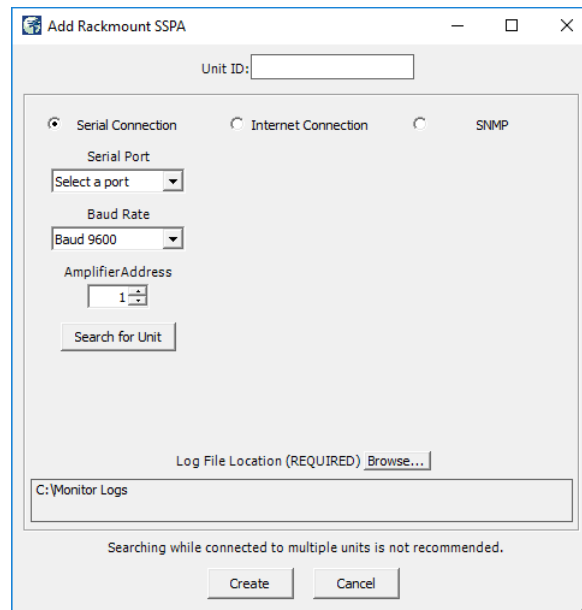 Add Rackmount SSPA
Unit ID:
Serial Connection Internet Connection SNMP
Serial Port
Select a port
Baud Rate
Baud 9600
AmplifierAddress
1
Search for Unit
Log File Location (REQUIRED) Browse...
C:\Monitor Logs
Searching while connected to multiple units is not recommended.
Create Cancel